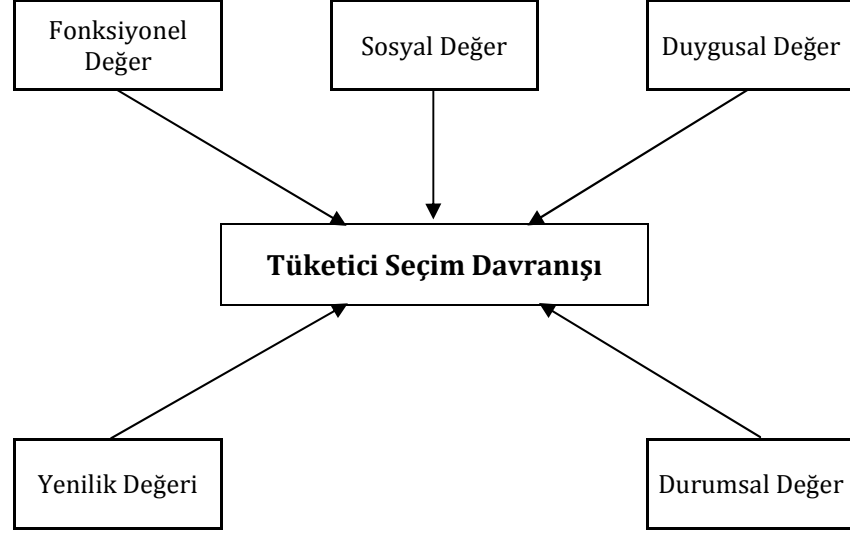 Fonksiyonel
Değer
Sosyal Değer
Duygusal Değer
Tüketici Seçim Davranışı
Yenilik Değeri
Durumsal Değer